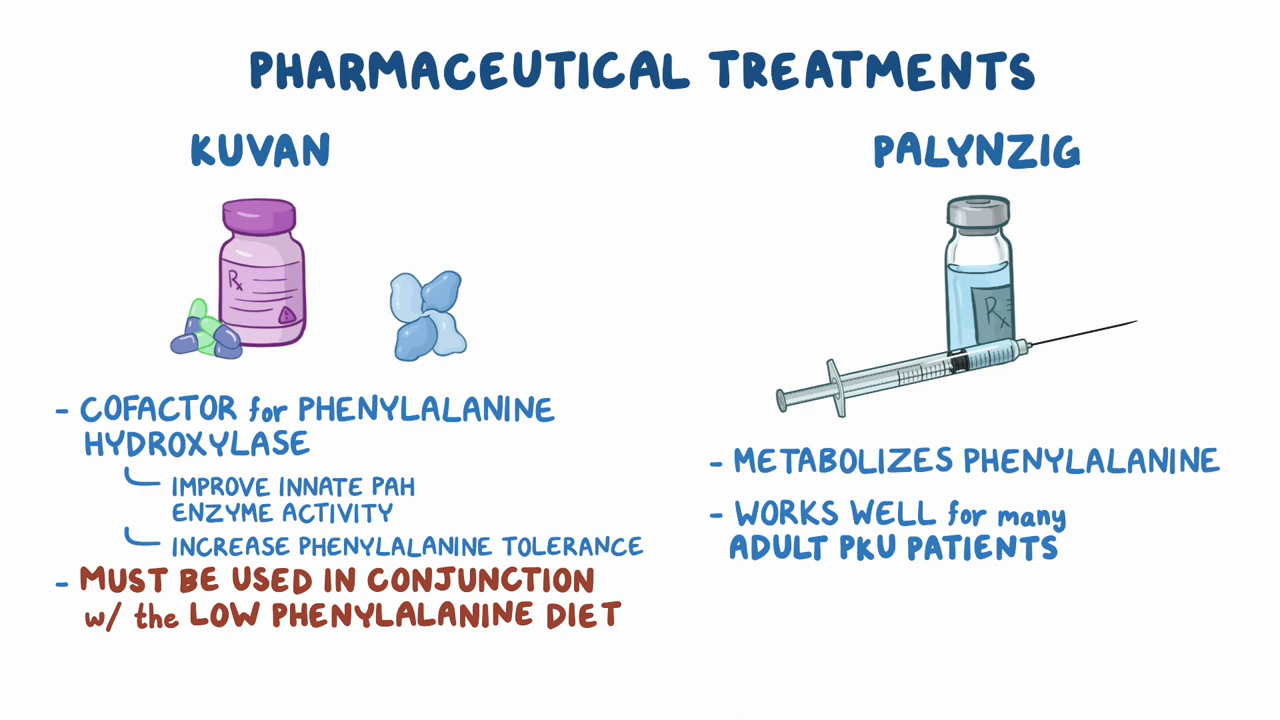 PHARMACEUTICAL TREATMENTS
KUVAN
Rx
- COFACTOR for PHENYLALANINE
HYDROXYLASE
IMPROVE INNATE PAH
ENZYME ACTIVITY
INCREASE PHENYLALANINE TOLERANCE
- MUST BE USED IN CONJUNCTION
w/ the LOW PHENYLALANINE DIET
PALYNZIG
Rx
- METABOLIZES PHENYLALANINE
- WORKS WELL for many
ADULT PKU PATIENTS